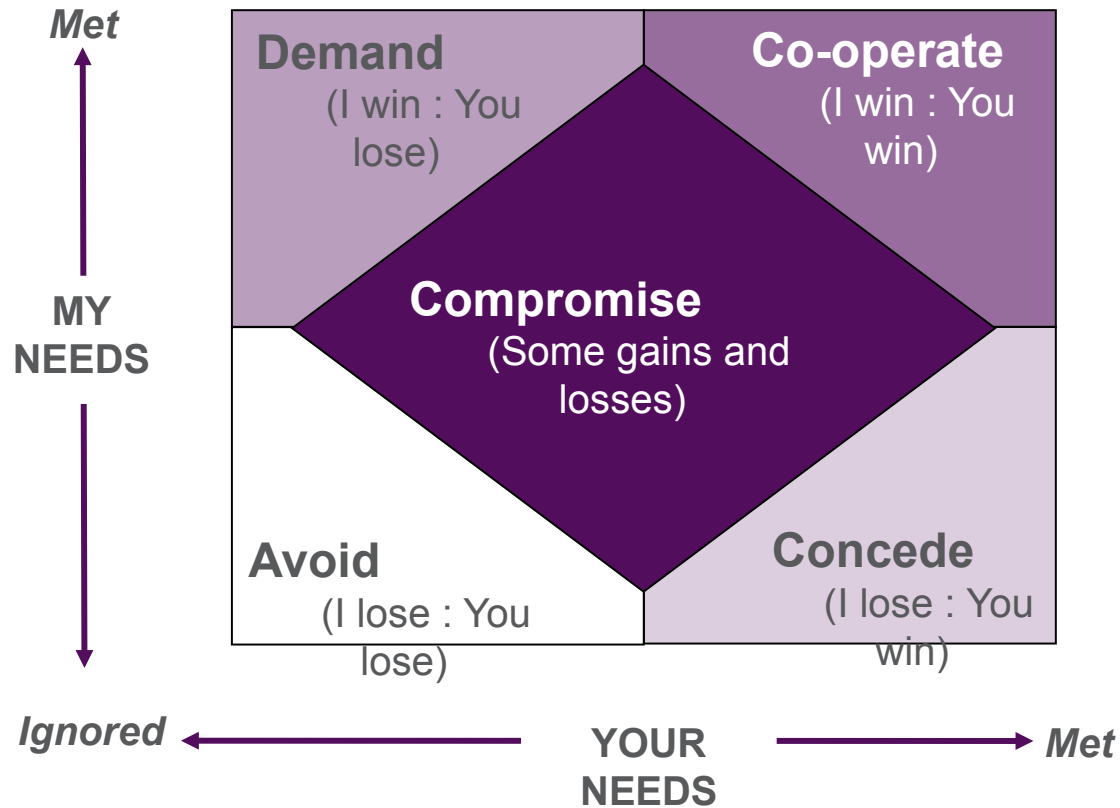 Met
Demand
(I win : You
lose)
Co-operate
(I win : You
win)
MY
NEEDS
Compromise
(Some gains and
losses)
Avoid
(I lose : You
lose)
Concede
(I lose : You
win)
Ignored
YOUR
NEEDS
Met